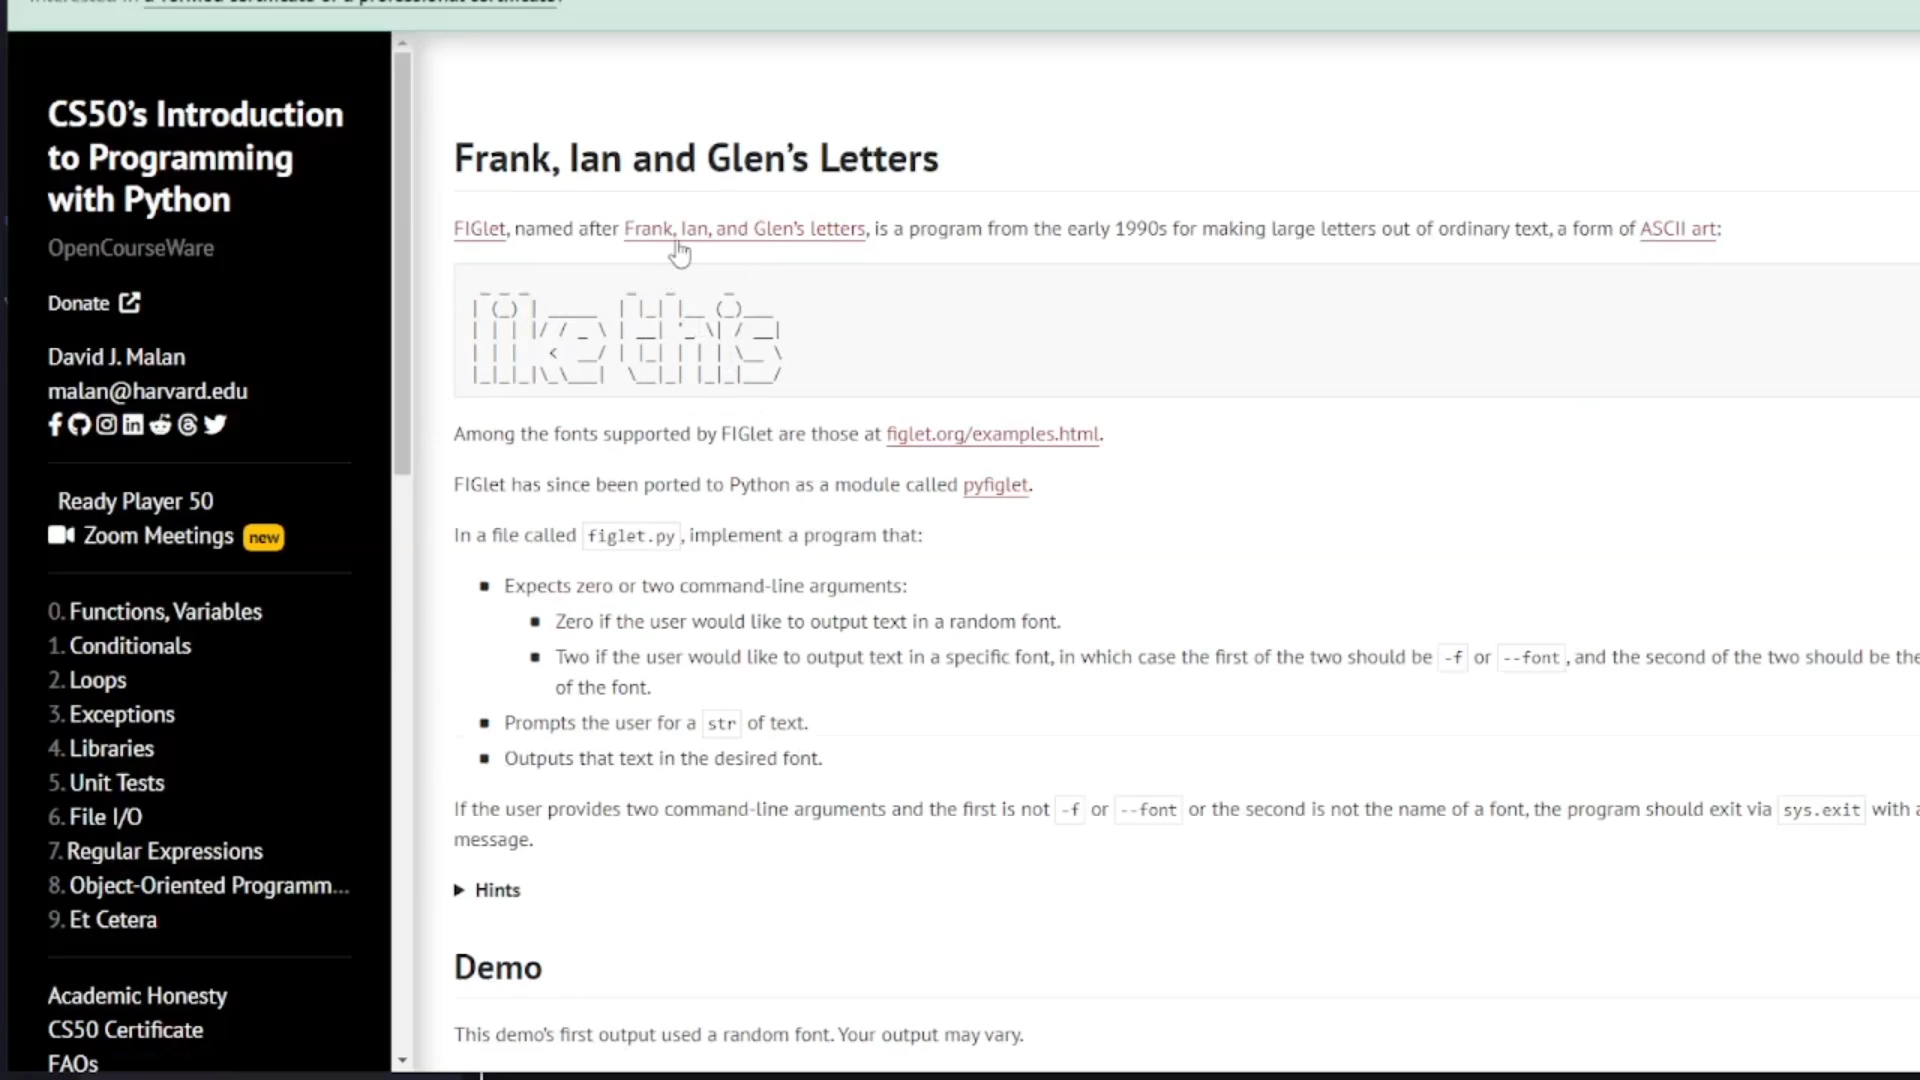 interested in a verified certificate or a professional certificate?
CS50's Introduction
to Programming
with Python
OpenCourseWare
Donate
David J. Malan
malan@harvard.edu
Ready Player 50
Zoom Meetings new
0. Functions, Variables
1. Conditionals
2. Loops
3. Exceptions
4. Libraries
5. Unit Tests
6. File I/O
7. Regular Expressions
8. Object-Oriented Programm...
9. Et Cetera
Academic Honesty
CS50 Certificate
FAQs
Frank, Ian and Glen's Letters
FIGlet, named after Frank, Ian, and Glen's letters, is a program from the early 1990s for making large letters out of ordinary text, a form of ASCII art:
like this
Among the fonts supported by FIGlet are those at figlet.org/examples.html.
FIGlet has since been ported to Python as a module called pyfiglet.
In a file called figlet.py, implement a program that:
Expects zero or two command-line arguments:
Zero if the user would like to output text in a random font.
Two if the user would like to output text in a specific font, in which case the first of the two should be -f or --font, and the second of the two should be the
of the font.
Prompts the user for a str of text.
Outputs that text in the desired font.
If the user provides two command-line arguments and the first is not -f or --font or the second is not the name of a font, the program should exit via sys.exit with a
message.
Hints
Demo
This demo's first output used a random font. Your output may vary.